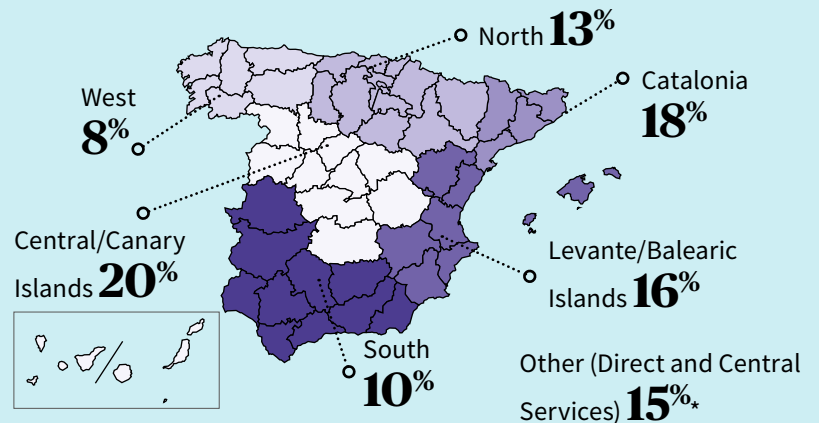 North 13%
Catalonia
18%
West
8%
Central/Canary
Islands 20%
Levante/Balearic
Islands 16%
South
10%
Other (Direct and Central
Services) 15%*